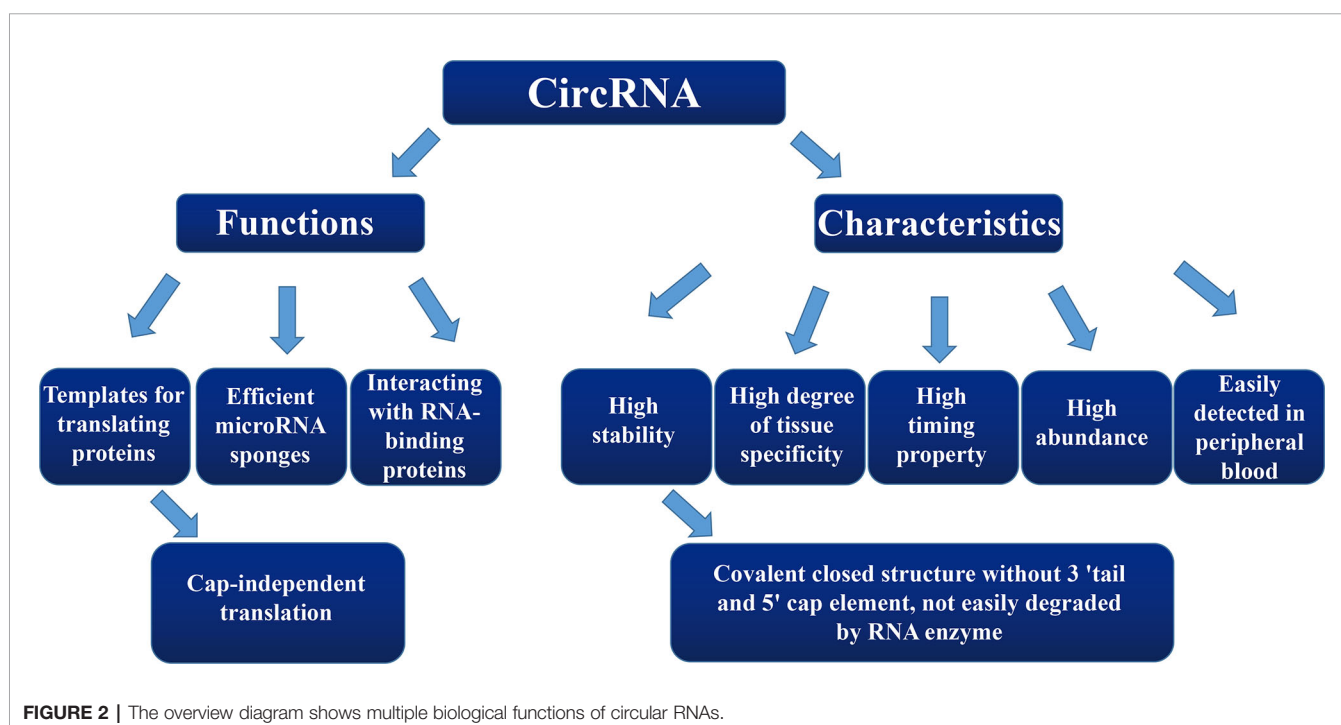 CircRNA
Functions
Characteristics
Templates for
translating
proteins
Efficient
microRNA
sponges
Interacting
with RNA-
binding
proteins
High
stability
High degree
of tissue
specificity
High
timing
property
High
abundance
Easily
detected in
peripheral
blood
Cap-independent
translation
Covalent closed structure without 3 'tail
and 5' cap element, not easily degraded
by RNA enzyme
FIGURE 2 | The overview diagram shows multiple biological functions of circular RNAs.